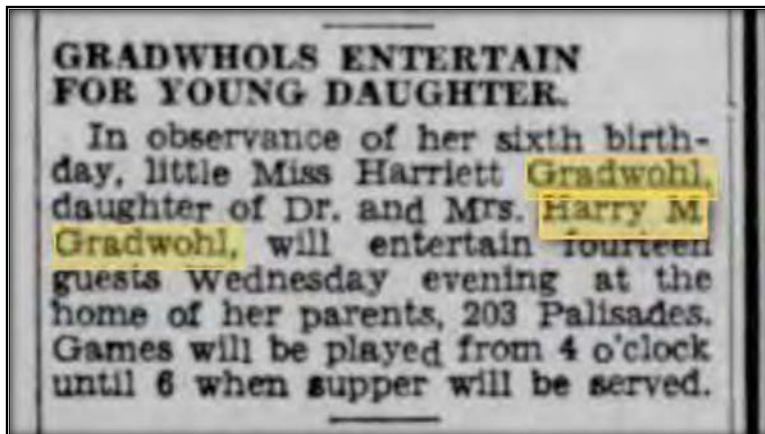 GRADWHOLS ENTERTAIN
FOR YOUNG DAUGHTER.
In observance of her sixth birth-
day, little Miss Harriett Gradwohl,
daughter of Dr. and Mrs. Harry M
Gradwohl, will entertain fourteen
guests Wednesday evening at the
home of her parents, 203 Palisades.
Games will be played from 4 o'clock
until 6 when supper will be served.